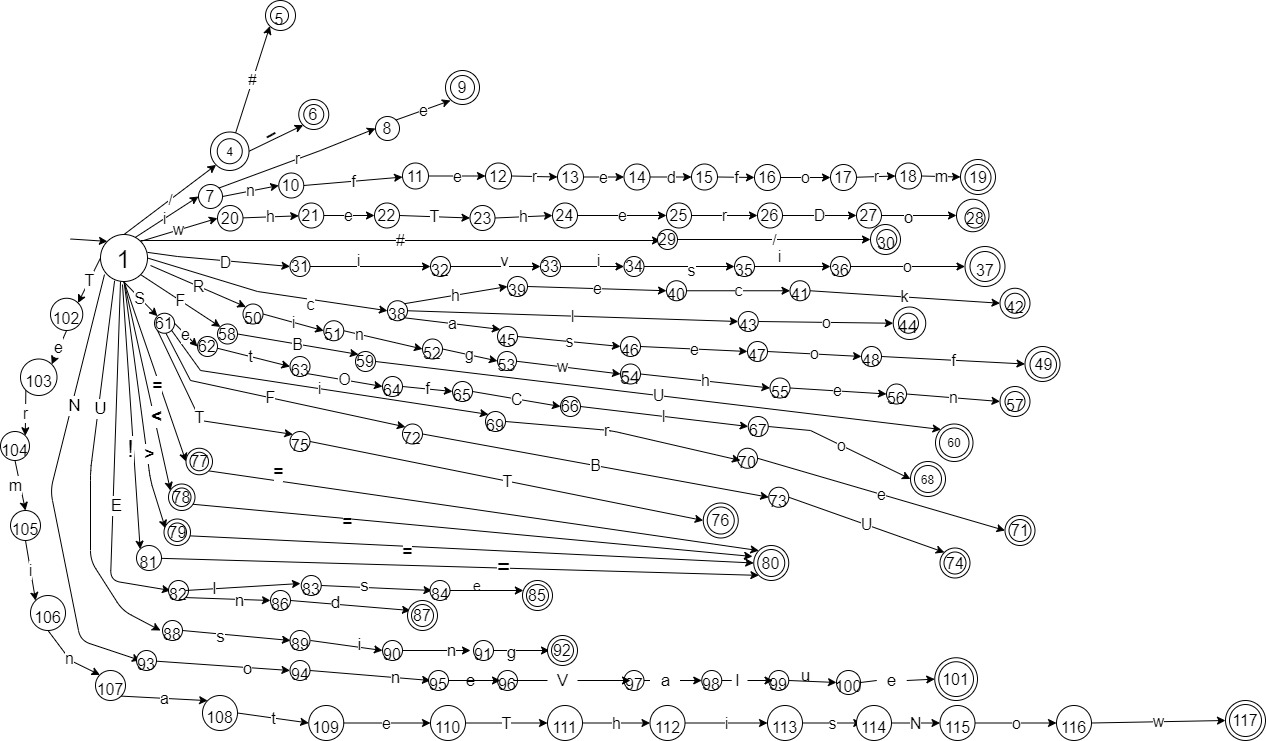 5
#
9
6
–
e
8
4
r
/
7 n 10 f 11 e 12 r 13 e 14 d 15 f 16 o 17 r 18 m 19
i
w 20 h 21 e 22 T 23 h 24 e 25 r 26 D 27 o 28
# 29 / 30
1
D 31 i 32 v 33 i 34 s 35 i 36 o 37
T R c 38 h 39 e 40 c 41 k 42
S F 50 i 51 l 43 o 44
102 61 58 a 45 s 46 e 47 o 48 f 49
e 62 B 59 n 52 g 53 w 54 h 55 e 56 n 57
e t 63 O 64 f 65 C 66 l 67 o 68
103 U 60
= i 69 r 70 e 71
N U < F 72 B 73 U 74
r T 75 T 76
104 ! > 77 =
m 78 =
E 79 =
105 81 = 80
i 82 l 83 s 84 e 85
106 n 86 d 87
88 s 89 i 90 n 91 g 92
n 93 o 94 n 95 e 96 V 97 a 98 l 99 u 100 e 101
107 a 108 t 109 e 110 T 111 h 112 i 113 s 114 N 115 o 116 w 117